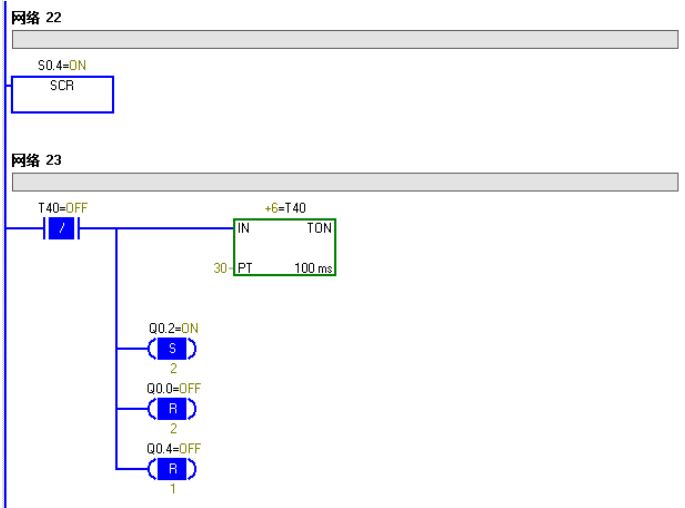 网络 22
S0.4=ON
SCR
网络 23
T40=OFF
+6=T40
/
IN TON
30 PT 100 ms
Q0.2=ON
S
2
Q0.0=OFF
R
2
Q0.4=OFF
R
1